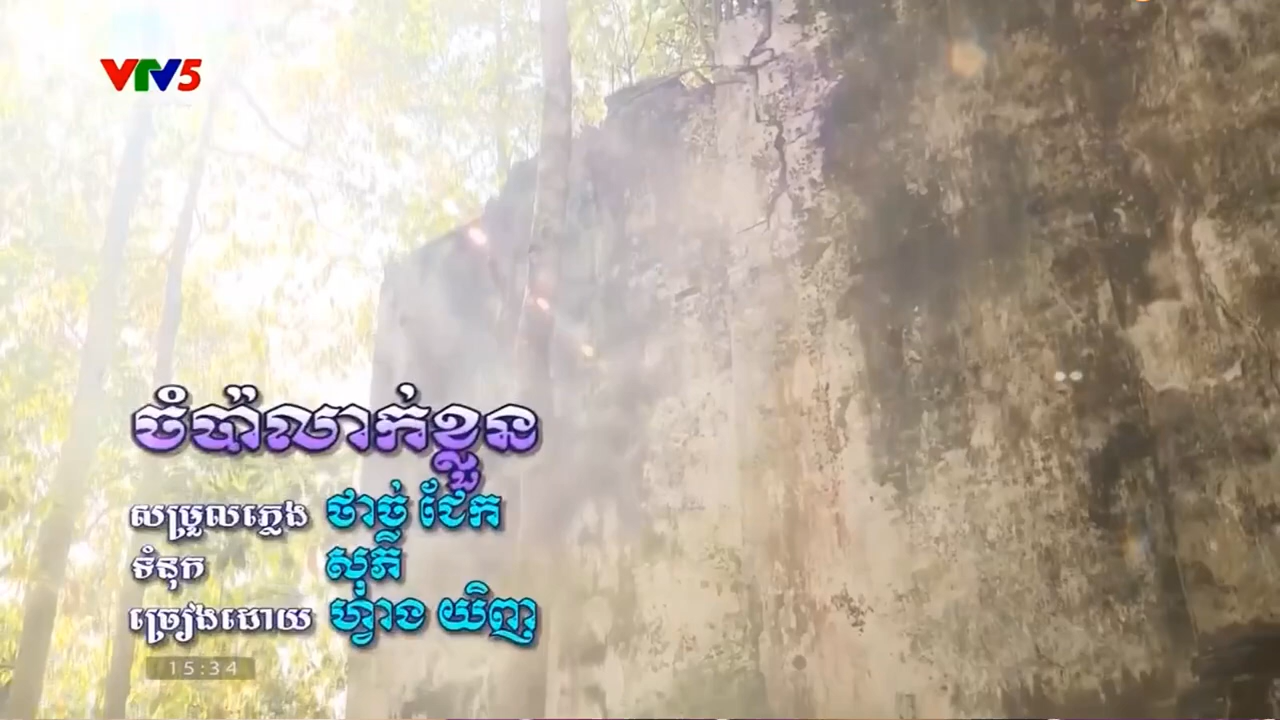 VTV5
ចំប៉ាលាក់ខ្លួន
សម្រួលភ្លេង ថាច់ ជែក
ទំនុក សុភី
ច្រៀងដោយ ហ្វាង យិញ
15:34